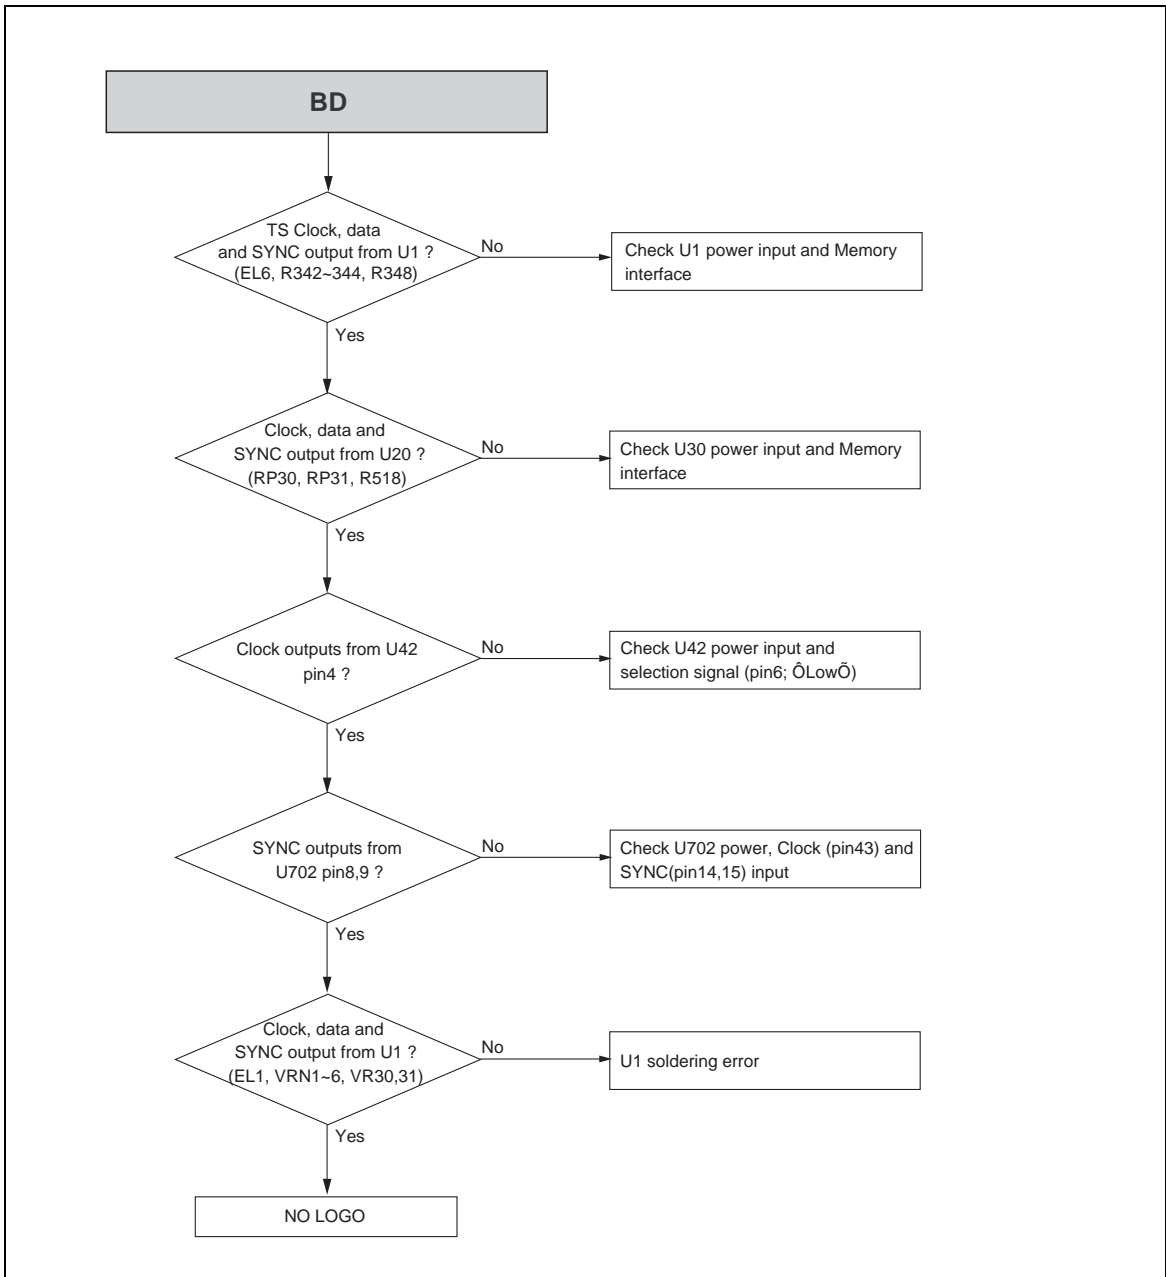 BD
TS Clock, data
and SYNC output from U1 ?
(EL6, R342~344, R348)
No
Check U1 power input and Memory
interface
Yes
Clock, data and
SYNC output from U20 ?
(RP30, RP31, R518)
No
Check U30 power input and Memory
interface
Yes
Clock outputs from U42
pin4 ?
No
Check U42 power input and
selection signal (pin6; ÔLowÕ)
Yes
SYNC outputs from
U702 pin8,9 ?
No
Check U702 power, Clock (pin43) and
SYNC(pin14,15) input
Yes
Clock, data and
SYNC output from U1 ?
(EL1, VRN1~6, VR30,31)
No
U1 soldering error
Yes
NO LOGO